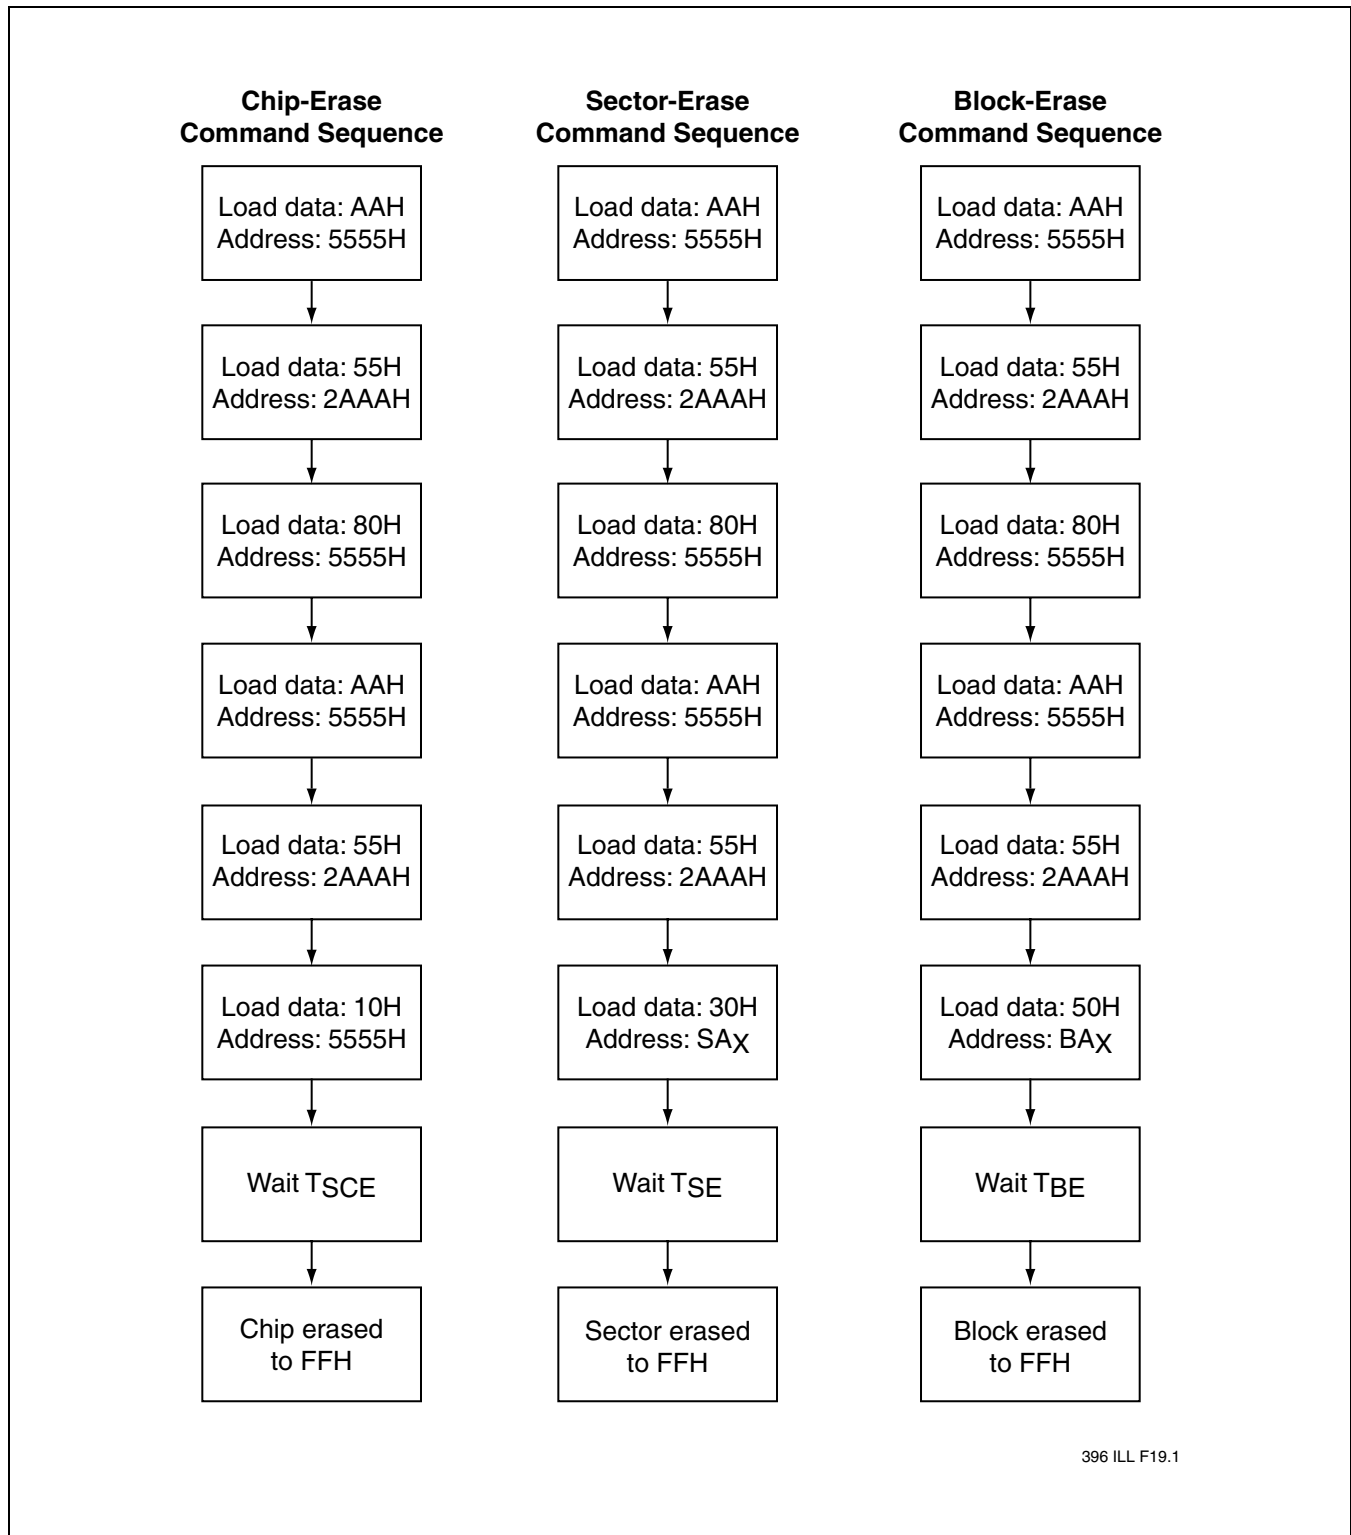 Chip-Erase
Command Sequence
Load data: AAH
Address: 5555H
Load data: 55H
Address: 2AAAH
Load data: 80H
Address: 5555H
Load data: AAH
Address: 5555H
Load data: 55H
Address: 2AAAH
Load data: 10H
Address: 5555H
Wait TSCE
Chip erased
to FFH
Sector-Erase
Command Sequence
Load data: AAH
Address: 5555H
Load data: 55H
Address: 2AAAH
Load data: 80H
Address: 5555H
Load data: AAH
Address: 5555H
Load data: 55H
Address: 2AAAH
Load data: 30H
Address: SAX
Wait TSE
Sector erased
to FFH
Block-Erase
Command Sequence
Load data: AAH
Address: 5555H
Load data: 55H
Address: 2AAAH
Load data: 80H
Address: 5555H
Load data: AAH
Address: 5555H
Load data: 55H
Address: 2AAAH
Load data: 50H
Address: BAX
Wait TBE
Block erased
to FFH
396 ILL F19.1